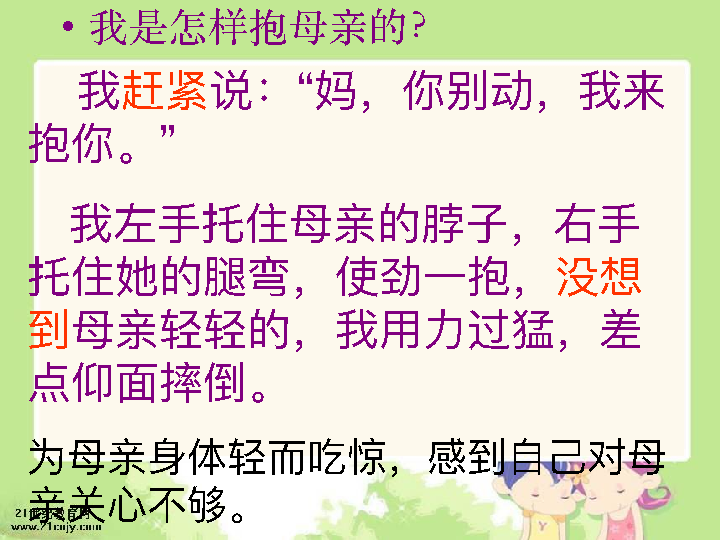 • 我是怎样抱母亲的？
我赶紧说：“妈，你别动，我来
抱你。”
我左手托住母亲的脖子，右手
托住她的腿弯，使劲一抱，没想
到母亲轻轻的，我用力过猛，差
点仰面摔倒。
为母亲身体轻而吃惊，感到自己对母
亲关心不够。
21世纪教育网
www.21cnjy.com